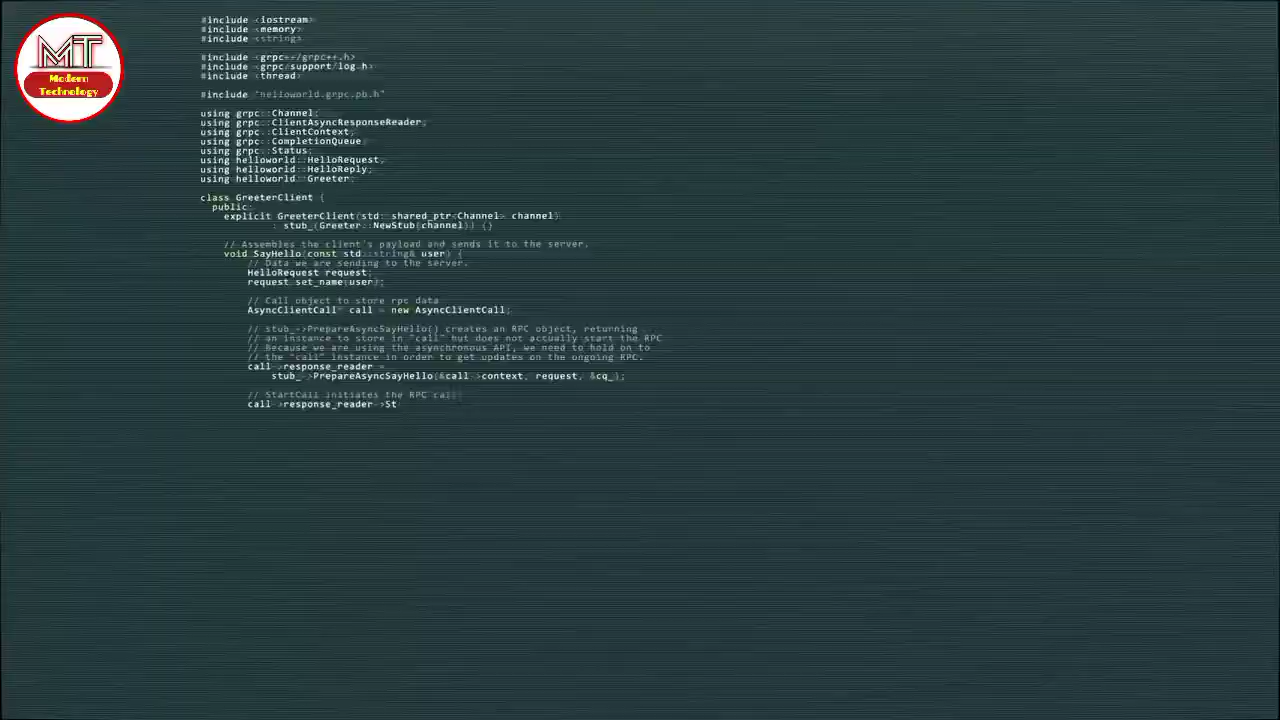 MT
Modern
Technology
#include <iostream>
#include <memory>
#include <string>
#include <grpc++/grpc++.h>
#include <grpc/support/log.h>
#include <thread>
#include "helloworld.grpc.pb.h"
using grpc::Channel;
using grpc::ClientAsyncResponseReader;
using grpc::ClientContext;
using grpc::CompletionQueue;
using grpc::Status;
using helloworld::HelloRequest;
using helloworld::HelloReply;
using helloworld::Greeter;
class GreeterClient {
public:
explicit GreeterClient(std::shared_ptr<Channel> channel)
: stub_(Greeter::NewStub(channel)) {}
// Assembles the client's payload and sends it to the server.
void SayHello(const std::string& user) {
// Data we are sending to the server.
HelloRequest request;
request.set_name(user);
// Call object to store rpc data
AsyncClientCall* call = new AsyncClientCall;
// stub_->PrepareAsyncSayHello() creates an RPC object, returning
// an instance to store in "call" but does not actually start the RPC
// Because we are using the asynchronous API, we need to hold on to
// the "call" instance in order to get updates on the ongoing RPC.
call->response_reader =
stub_->PrepareAsyncSayHello(&call->context, request, &cq_);
// StartCall initiates the RPC call
call->response_reader->St